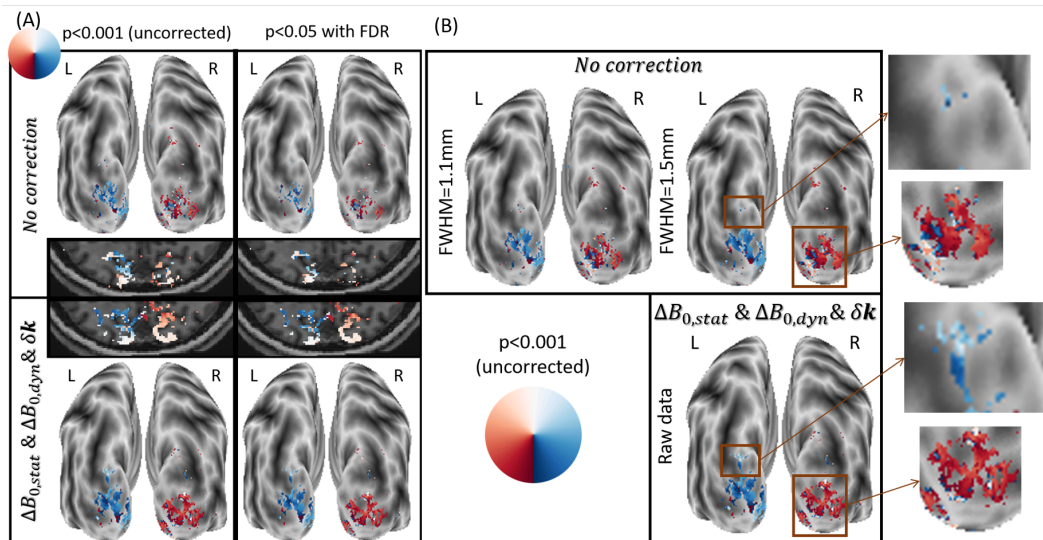 (A)
p<0.001 (uncorrected)
p<0.05 with FDR
L
R
L
R
No correction
L
R
L
R
ΔB0,stat & ΔB0,dyn & δk
(B)
No correction
L
R
L
R
FWHM=1.1mm
FWHM=1.5mm
p<0.001
(uncorrected)
ΔB0,stat & ΔB0,dyn & δk
L
R
Raw data